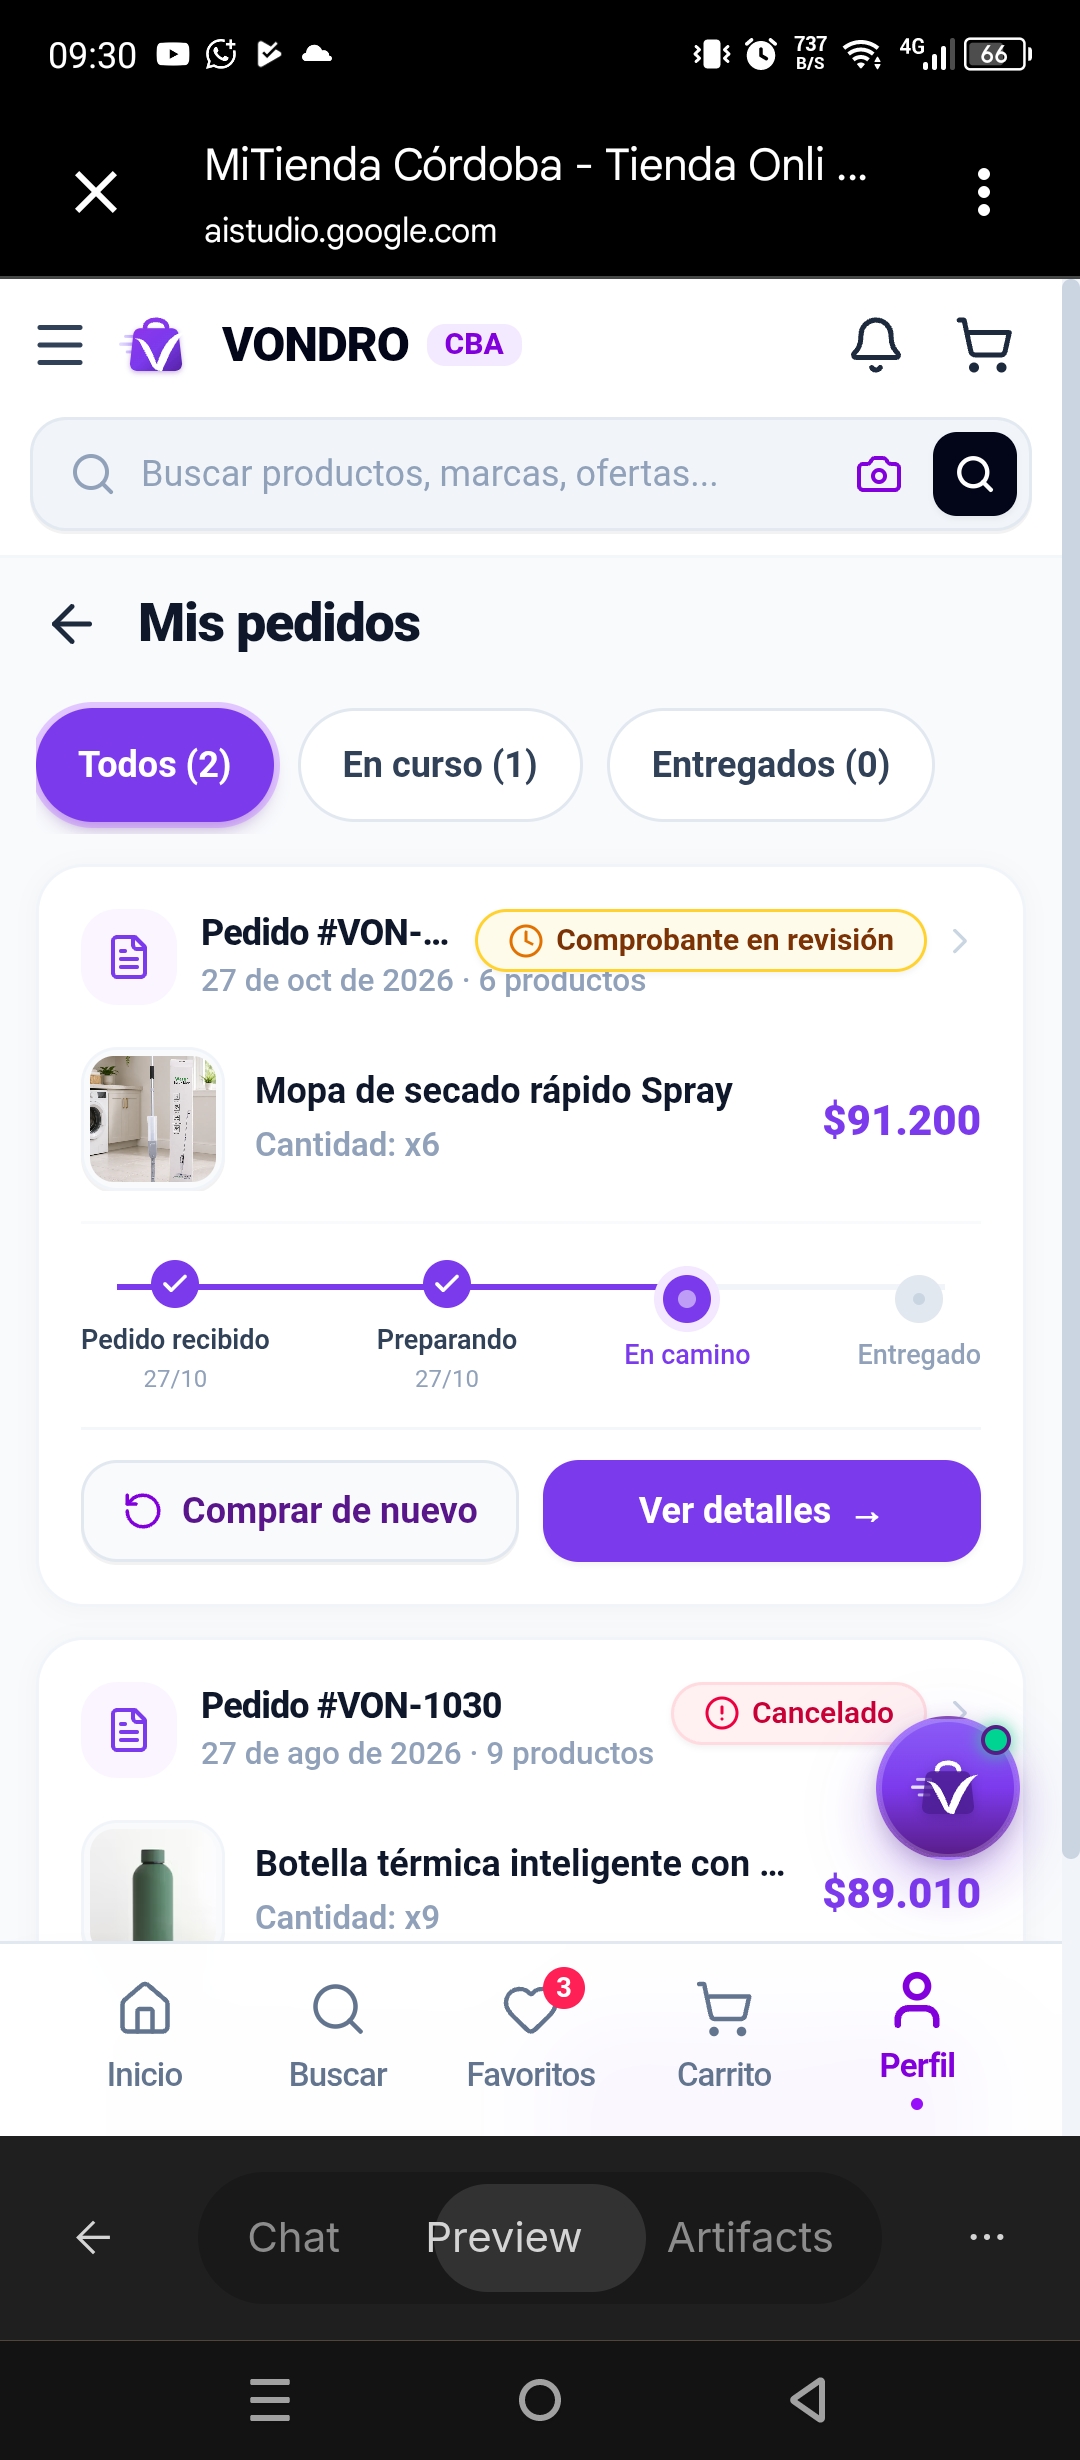 09:30
737
B/S
4G
66
MiTienda Córdoba - Tienda Onli ...
aistudio.google.com
VONDRO CBA
Buscar productos, marcas, ofertas...
Mis pedidos
Todos (2)
En curso (1)
Entregados (0)
Pedido #VON-...
Comprobante en revisión
27 de oct de 2026 · 6 productos
Mopa de secado rápido Spray
$91.200
Cantidad: x6
Pedido recibido
Preparando
En camino
Entregado
27/10
27/10
Comprar de nuevo
Ver detalles →
Pedido #VON-1030
Cancelado
27 de ago de 2026 · 9 productos
Botella térmica inteligente con ...
$89.010
Cantidad: x9
3
Inicio
Buscar
Favoritos
Carrito
Perfil
Chat
Preview
Artifacts